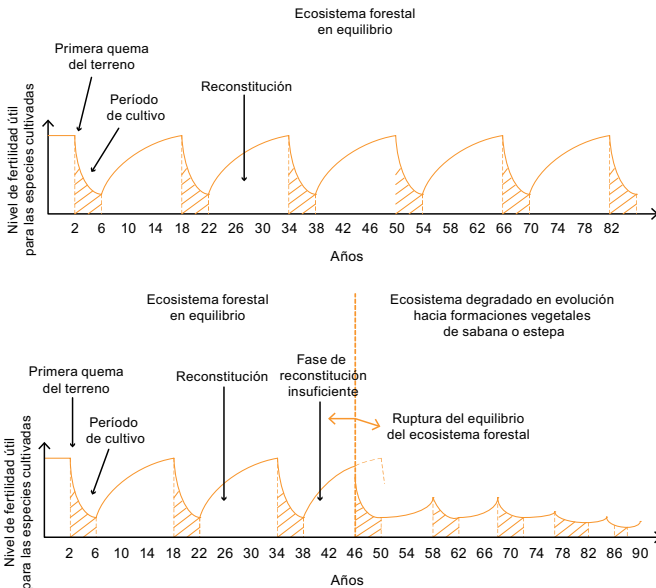 Ecosistema forestal
en equilibrio
Primera quema
del terreno
Período
de cultivo
Reconstitución
Nivel de fertilidad útil
para las especies cultivadas
2 6 10 14 18 22 26 30 34 38 42 46 50 54 58 62 66 70 74 78 82
Años
Ecosistema forestal
en equilibrio
Ecosistema degradado en evolución
hacia formaciones vegetales
de sabana o estepa
Primera quema
del terreno
Período
de cultivo
Reconstitución
Fase de
reconstitución
insuficiente
Ruptura del equilibrio
del ecosistema forestal
Nivel de fertilidad útil
para las especies cultivadas
2 6 10 14 18 22 26 30 34 38 42 46 50 54 58 62 68 70 74 78 82 86 90
Años